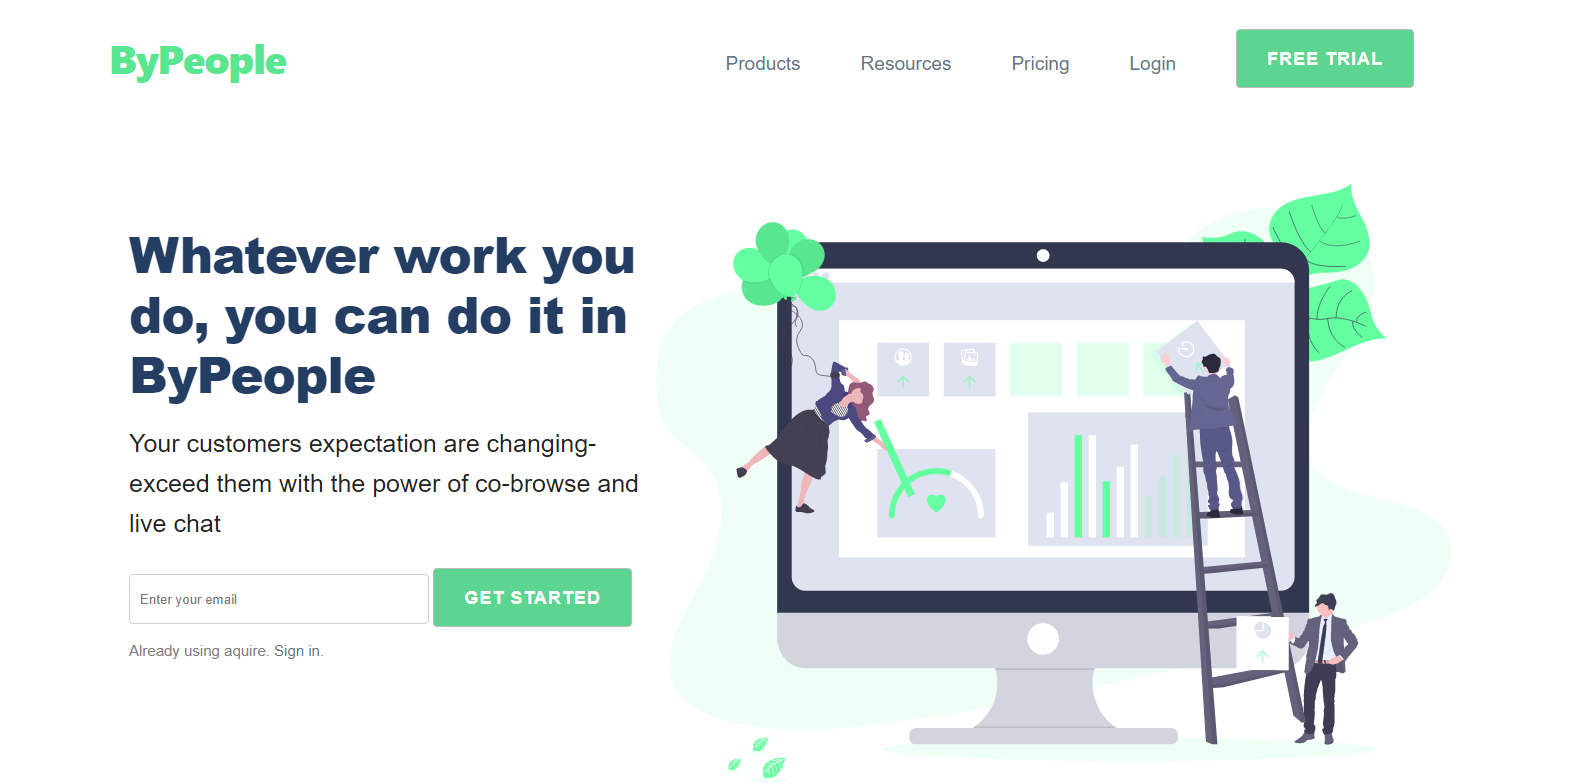 ByPeople
Products
Resources
Pricing
Login
FREE TRIAL
Whatever work you
do, you can do it in
ByPeople
Your customers expectation are changing-
exceed them with the power of co-browse and
live chat
Enter your email
GET STARTED
Already using aquire. Sign in.